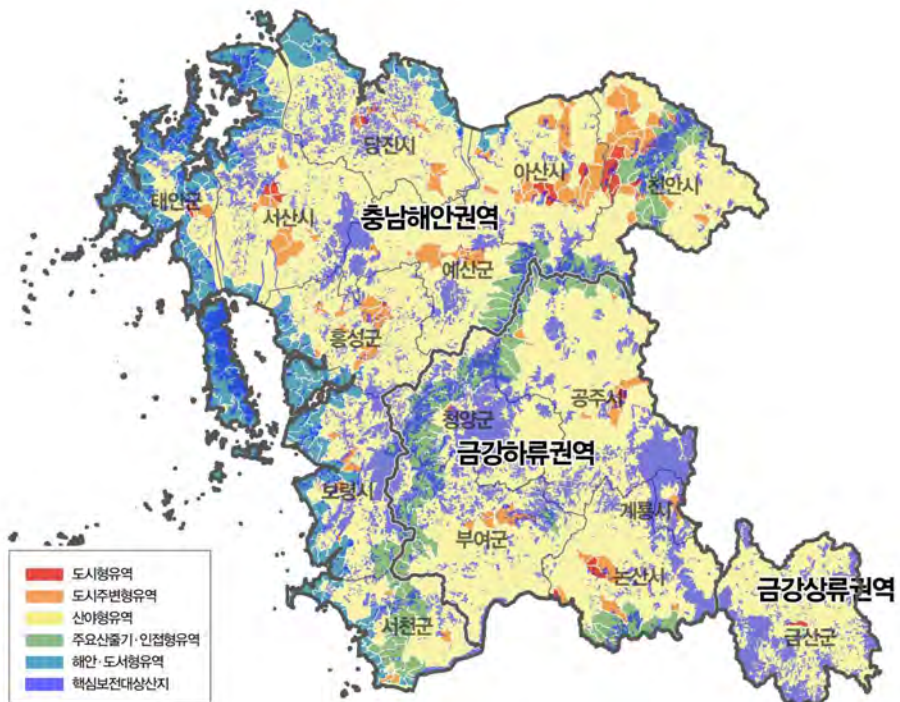 당진시
아산시
천안시
태안군
서산시
충남해안권역
예산군
홍성군
공주시
청양군
금강하류권역
보령시
계룡시
부여군
논산시
금강상류권역
서천군
금산군
도시형유역
도시주변형유역
산야형유역
주요산줄기·인접형유역
해안·도서형유역
핵심보전대상산지